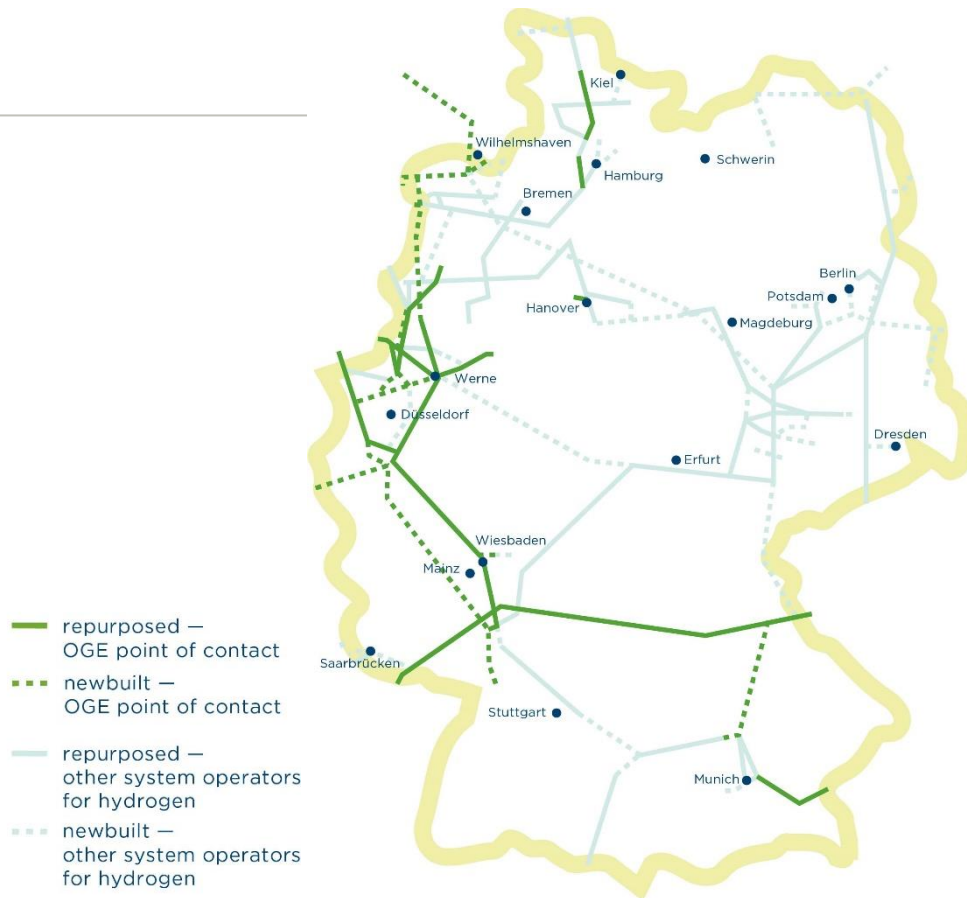 Kiel
Wilhelmshaven
Schwerin
Hamburg
Bremen
Berlin
Potsdam
Hanover
Magdeburg
Werne
Düsseldorf
Dresden
Erfurt
Wiesbaden
Mainz
repurposed —
OGE point of contact
Saarbrücken
newbuilt —
OGE point of contact
Stuttgart
repurposed —
other system operators
for hydrogen
Munich
newbuilt —
other system operators
for hydrogen